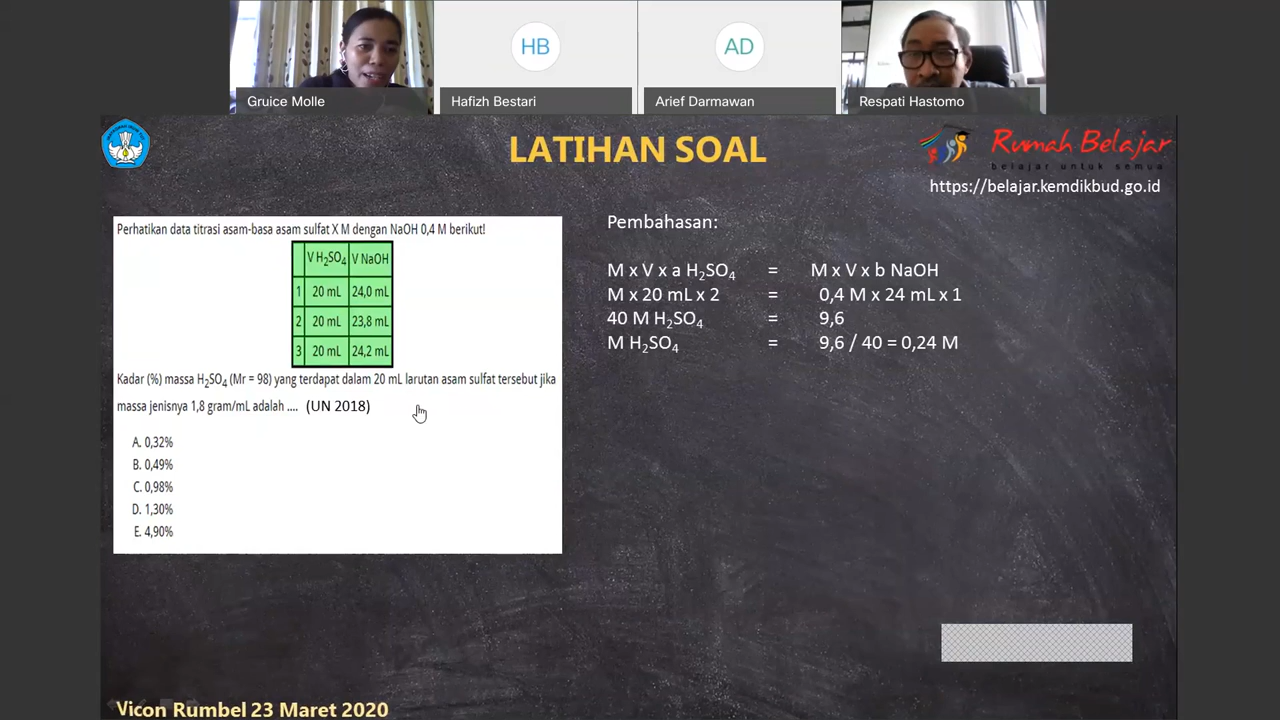 HB
AD
Gruice Molle
Hafizh Bestari
Arief Darmawan
Respati Hastomo
LATIHAN SOAL
Rumah Belajar
belajar untuk semua
https://belajar.kemdikbud.go.id
Perhatikan data titrasi asam-basa asam sulfat X M dengan NaOH 0,4 M berikut!
V H₂SO₄ V NaOH
1 20 mL 24,0 mL
2 20 mL 23,8 mL
3 20 mL 24,2 mL
Kadar (%) massa H₂SO₄ (Mr = 98) yang terdapat dalam 20 mL larutan asam sulfat tersebut jika
massa jenisnya 1,8 gram/mL adalah .... (UN 2018)
A. 0,32%
B. 0,49%
C. 0,98%
D. 1,30%
E. 4,90%
Pembahasan:
M x V x a H₂SO₄ = M x V x b NaOH
M x 20 mL x 2 = 0,4 M x 24 mL x 1
40 M H₂SO₄ = 9,6
M H₂SO₄ = 9,6 / 40 = 0,24 M
Vicon Rumbel 23 Maret 2020